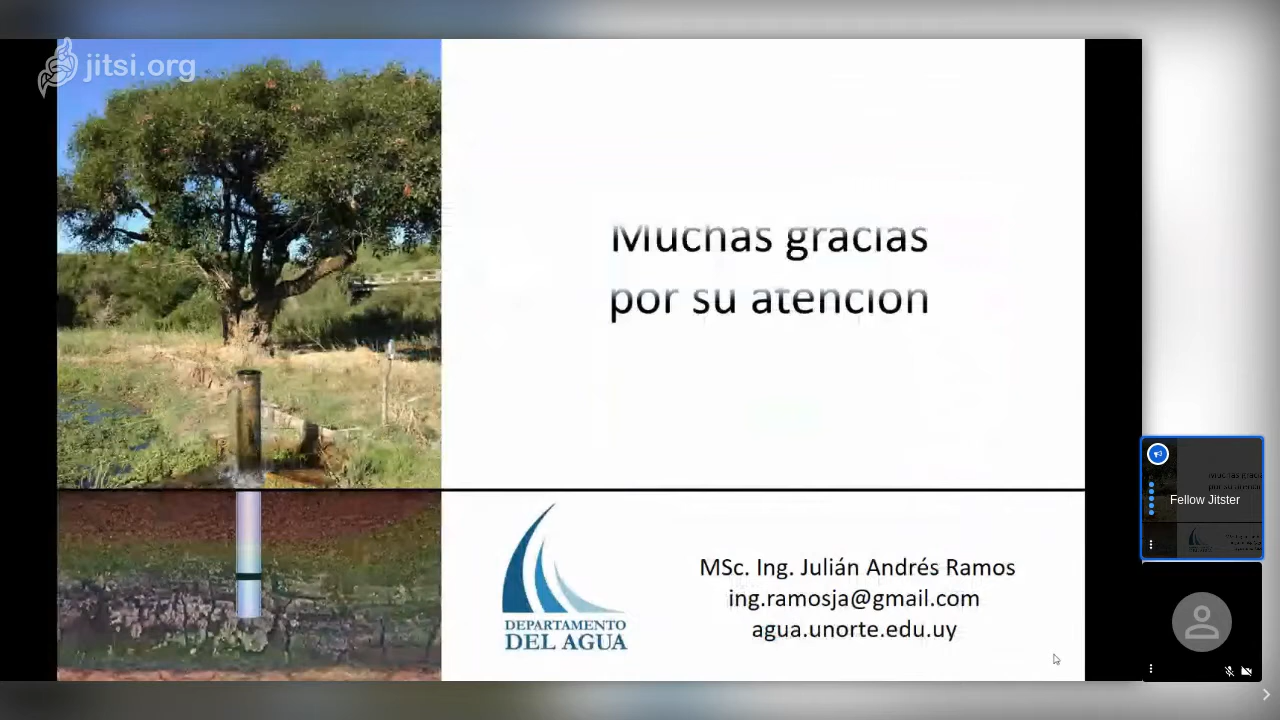 jitsi.org
Muchas gracias
por su atención
MSc. Ing. Julián Andrés Ramos
ing.ramosja@gmail.com
agua.unorte.edu.uy
DEPARTAMENTO
DEL AGUA
Fellow Jitster